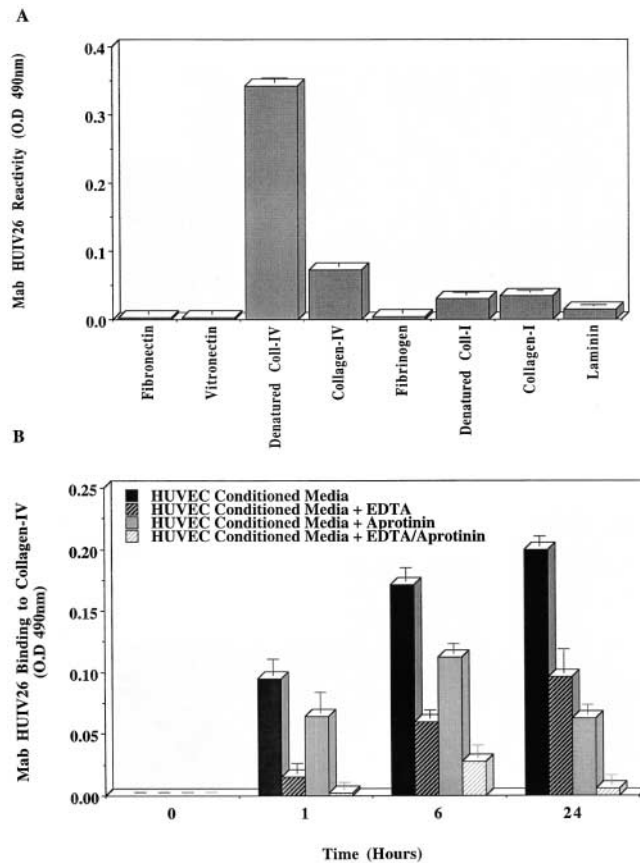 A
Mab HUIV26 Reactivity (O.D 490nm)
0.4
0.3
0.2
0.1
0.0
Fibronectin
Vitronectin
Denatured Coll-IV
Collagen-IV
Fibrinogen
Denatured Coll-I
Collagen-I
Laminin
B
Mab HUIV26 Binding to Collagen-IV
(O.D 490nm)
0.25
0.20
0.15
0.10
0.05
0.00
HUVEC Conditioned Media
HUVEC Conditioned Media + EDTA
HUVEC Conditioned Media + Aprotinin
HUVEC Conditioned Media + EDTA/Aprotinin
0 1 6 24
Time (Hours)